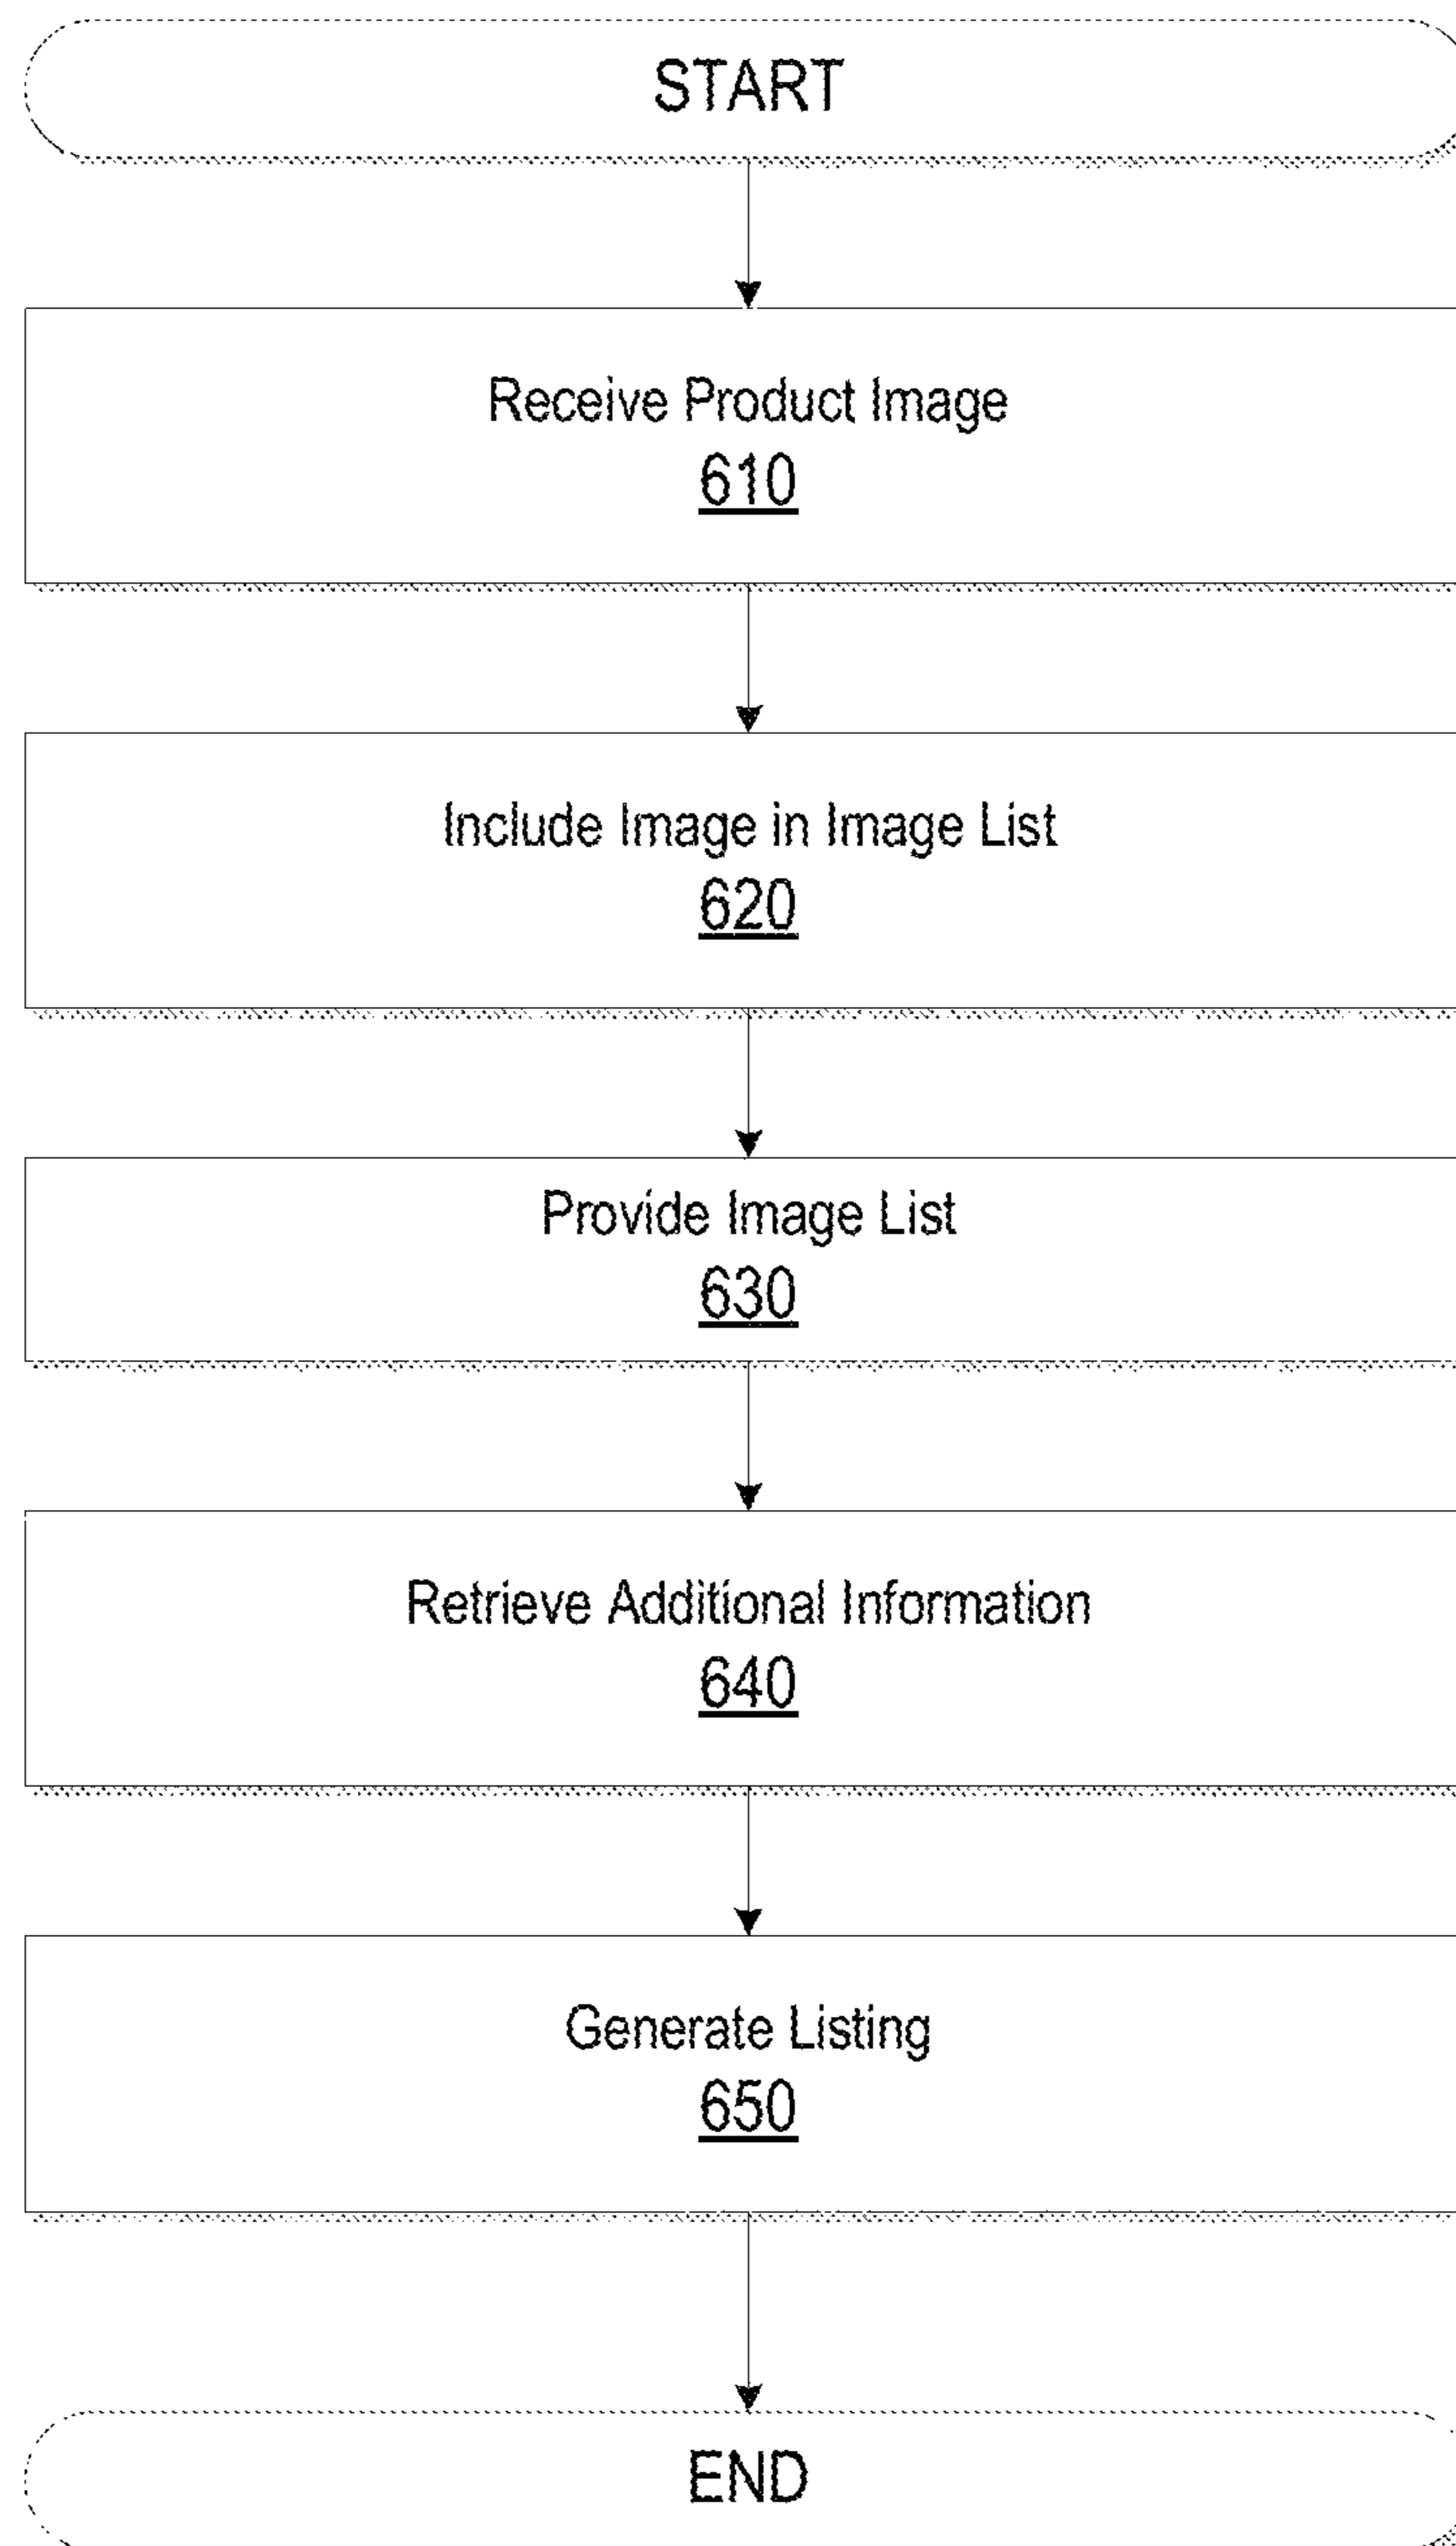 START
Receive Product Image
610
Include Image in Image List
620
Provide Image List
630
Retrieve Additional Information
640
Generate Listing
650
END